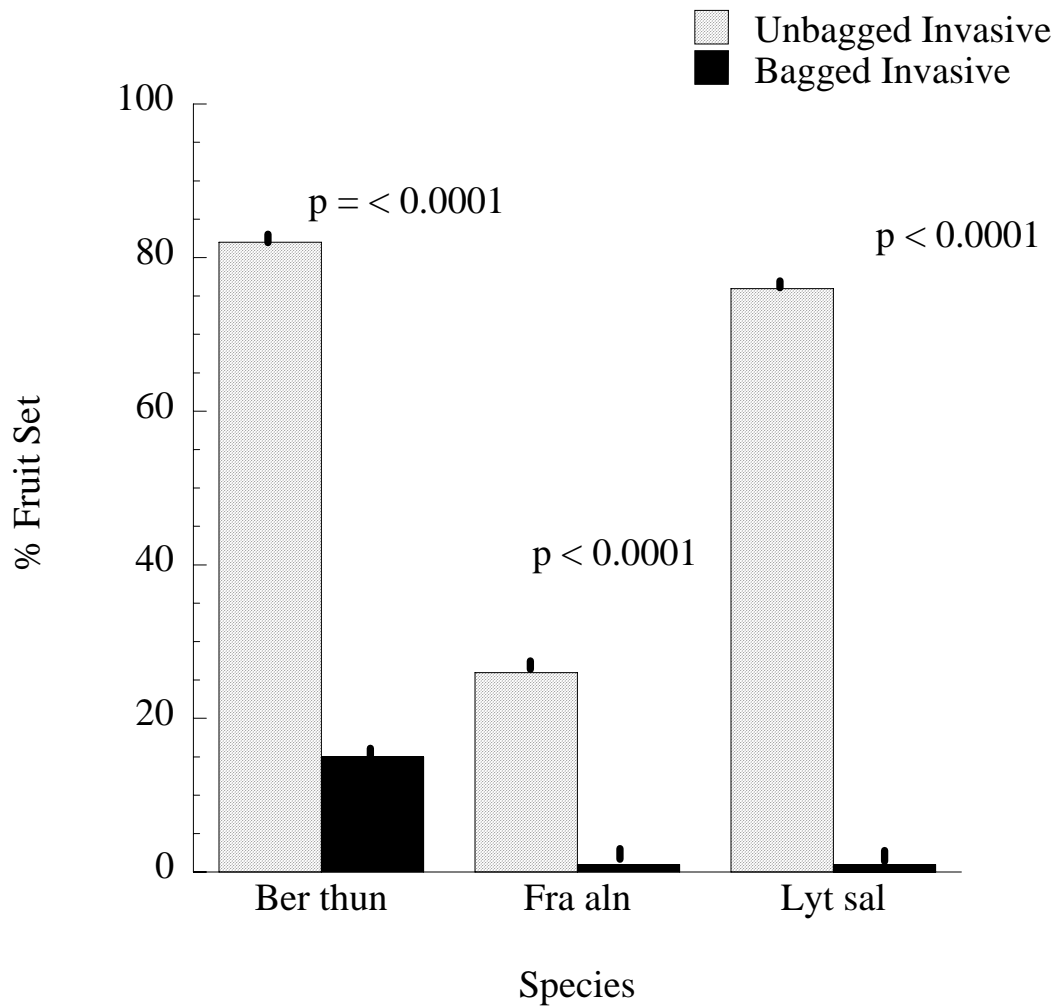 Unbagged Invasive
Bagged Invasive
100
p = < 0.0001
p < 0.0001
80
60
% Fruit Set
40
p < 0.0001
20
0
Ber thun
Fra aln
Lyt sal
Species